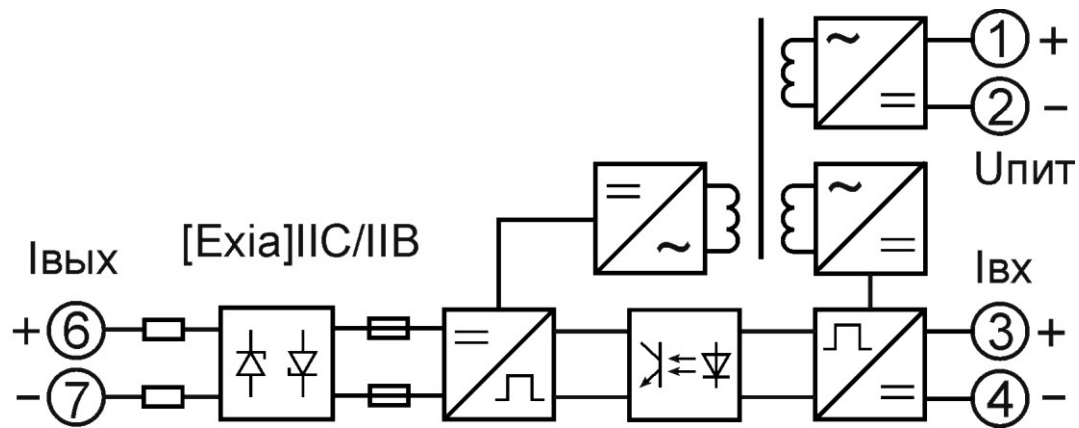 1 +
2 −
Uпит
[Exia]IIC/IIB
Iвых
Iвх
+ 6
3 +
− 7
4 −